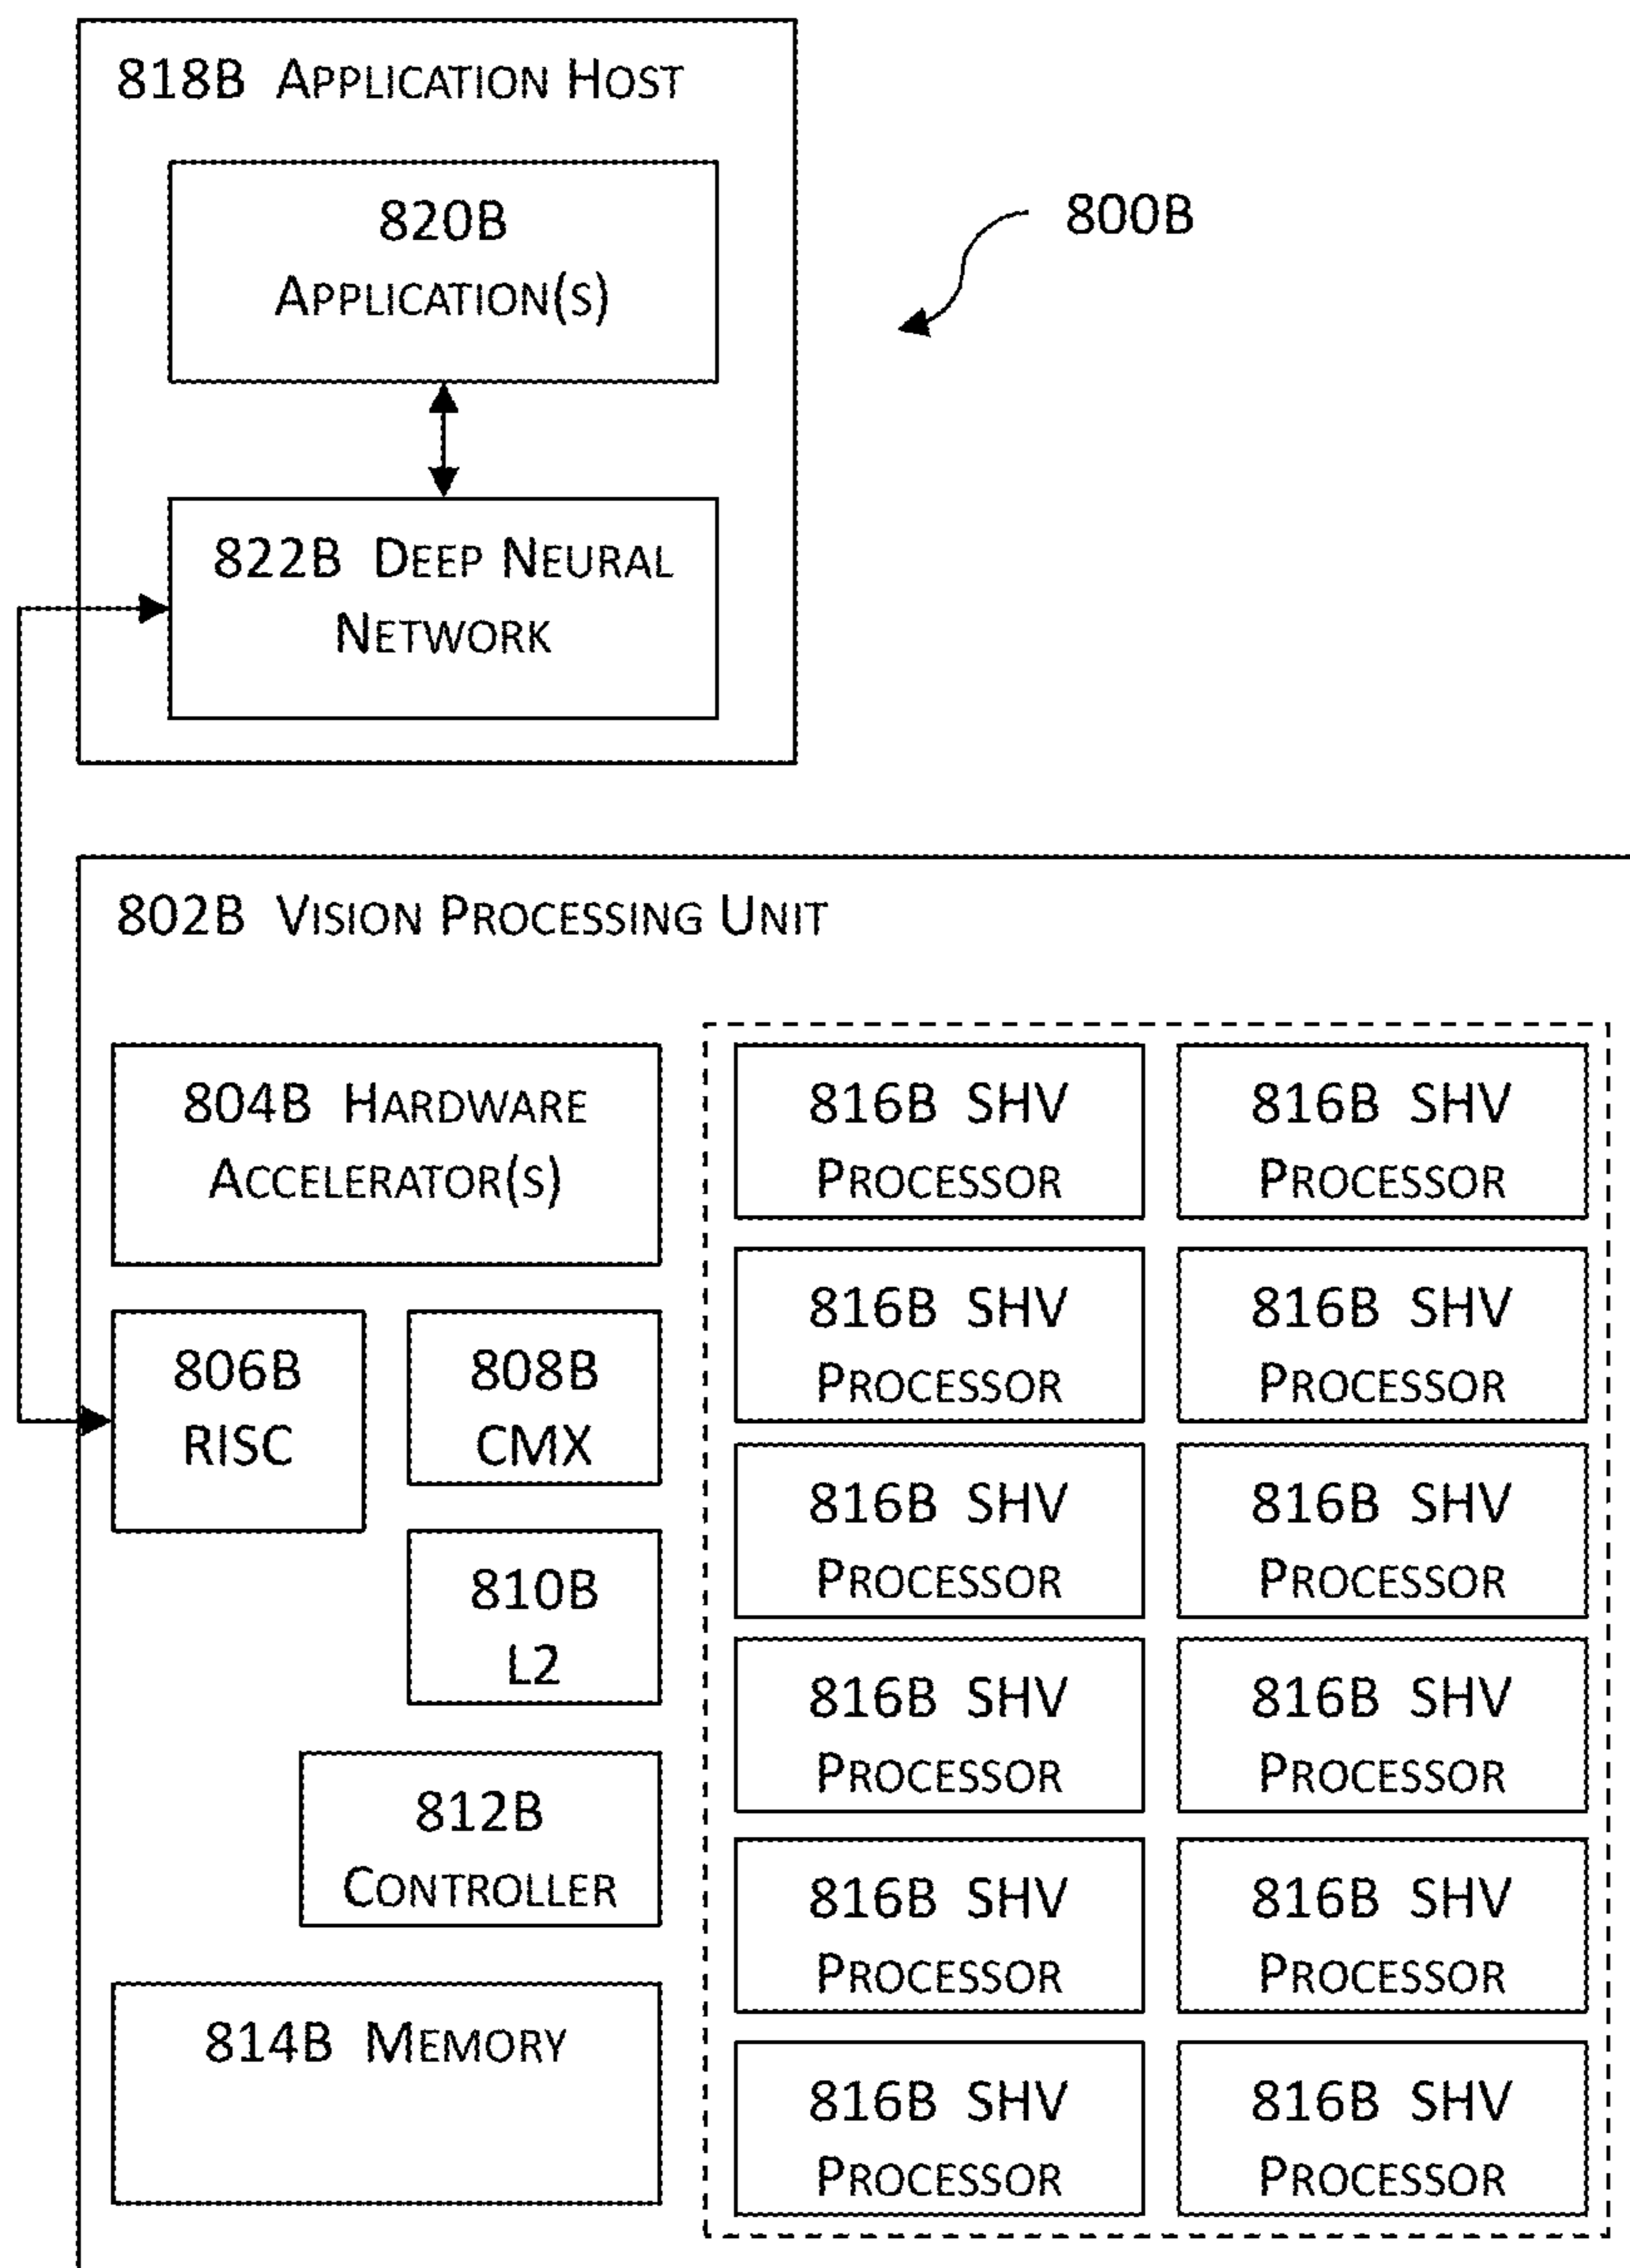 818B APPLICATION HOST
820B
APPLICATION(S)
800B
822B DEEP NEURAL
NETWORK
802B VISION PROCESSING UNIT
804B HARDWARE
ACCELERATOR(S)
806B
RISC
808B
CMX
810B
L2
812B
CONTROLLER
814B MEMORY
816B SHV
PROCESSOR
816B SHV
PROCESSOR
816B SHV
PROCESSOR
816B SHV
PROCESSOR
816B SHV
PROCESSOR
816B SHV
PROCESSOR
816B SHV
PROCESSOR
816B SHV
PROCESSOR
816B SHV
PROCESSOR
816B SHV
PROCESSOR
816B SHV
PROCESSOR
816B SHV
PROCESSOR